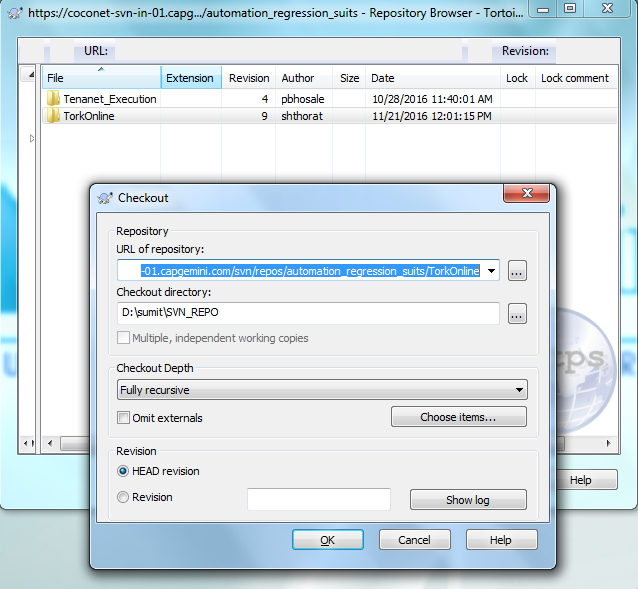 https://coconet-svn-in-01.capg.../automation_regression_suits - Repository Browser - Tortoi...
URL:
Revision:
File Extension Revision Author Size Date Lock Lock comment
Tenanet_Execution 4 pbhosale 10/28/2016 11:40:01 AM
TorkOnline 9 shthorat 11/21/2016 12:01:15 PM
Checkout
Repository
URL of repository:
-01.capgemini.com/svn/repos/automation_regression_suits/TorkOnline
...
Checkout directory:
D:\sumit\SVN_REPO
...
Multiple, independent working copies
Checkout Depth
Fully recursive
Omit externals
Choose items...
Revision
HEAD revision
Revision
Show log
Help
OK
Cancel
Help